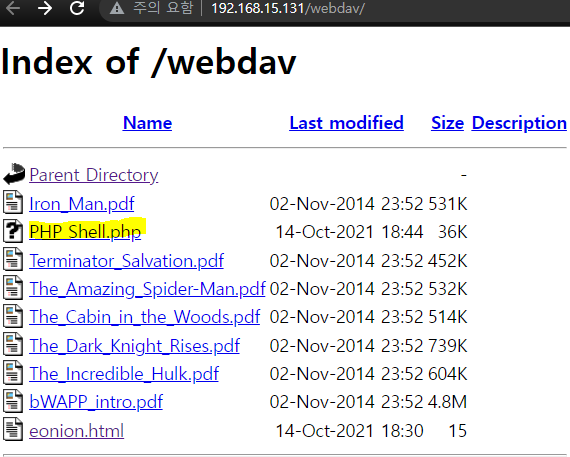 주의 요함 192.168.15.131/webdav/
Index of /webdav
Name Last modified Size Description
Parent Directory -
Iron_Man.pdf 02-Nov-2014 23:52 531K
PHP Shell.php 14-Oct-2021 18:44 36K
Terminator_Salvation.pdf 02-Nov-2014 23:52 452K
The_Amazing_Spider-Man.pdf 02-Nov-2014 23:52 532K
The_Cabin_in_the_Woods.pdf 02-Nov-2014 23:52 514K
The_Dark_Knight_Rises.pdf 02-Nov-2014 23:52 739K
The_Incredible_Hulk.pdf 02-Nov-2014 23:52 604K
bWAPP_intro.pdf 02-Nov-2014 23:52 4.8M
eonion.html 14-Oct-2021 18:30 15